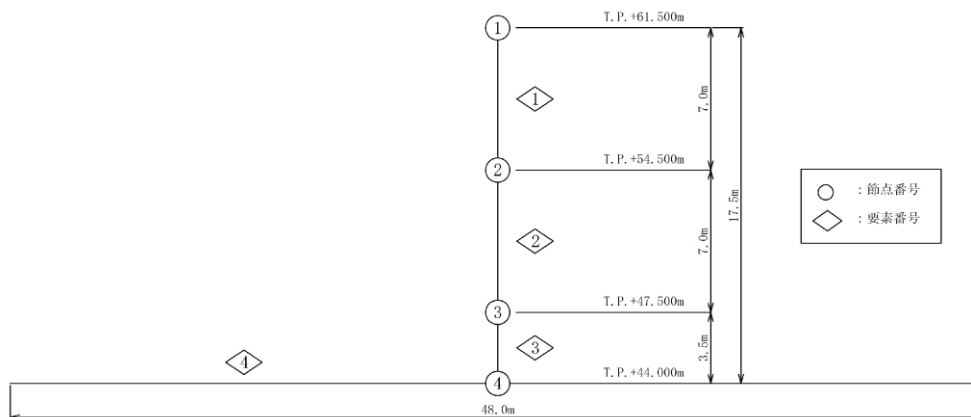 T.P.+61.500m
1
1
7.0m
T.P.+54.500m
2
○ :節点番号
◇ :要素番号
17.5m
2
7.0m
T.P.+47.500m
3
3
3.5m
4
T.P.+44.000m
4
48.0m